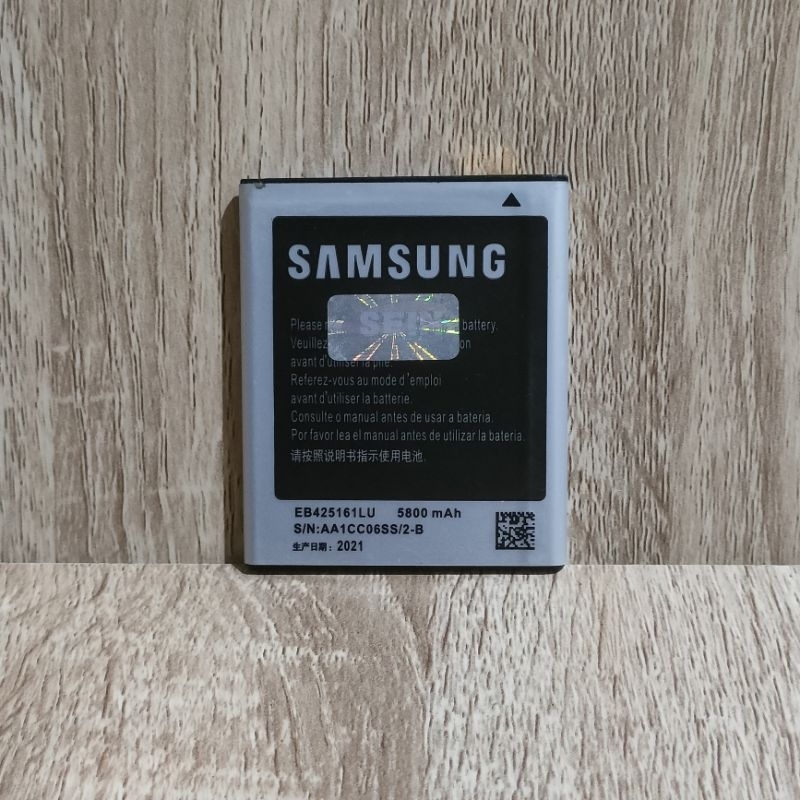 SAMSUNG
Please battery.
Veuillez
avant d'utiliser la pile.
Referez-vous au mode d'emploi
avant d'utiliser la batterie.
Consulte o manual antes de usar a bateria.
Por favor lea el manual antes de utilizar la bateria.
请按照说明书指示使用电池.
EB425161LU 5800 mAh
S/N:AA1CC06SS/2-B
生产日期: 2021